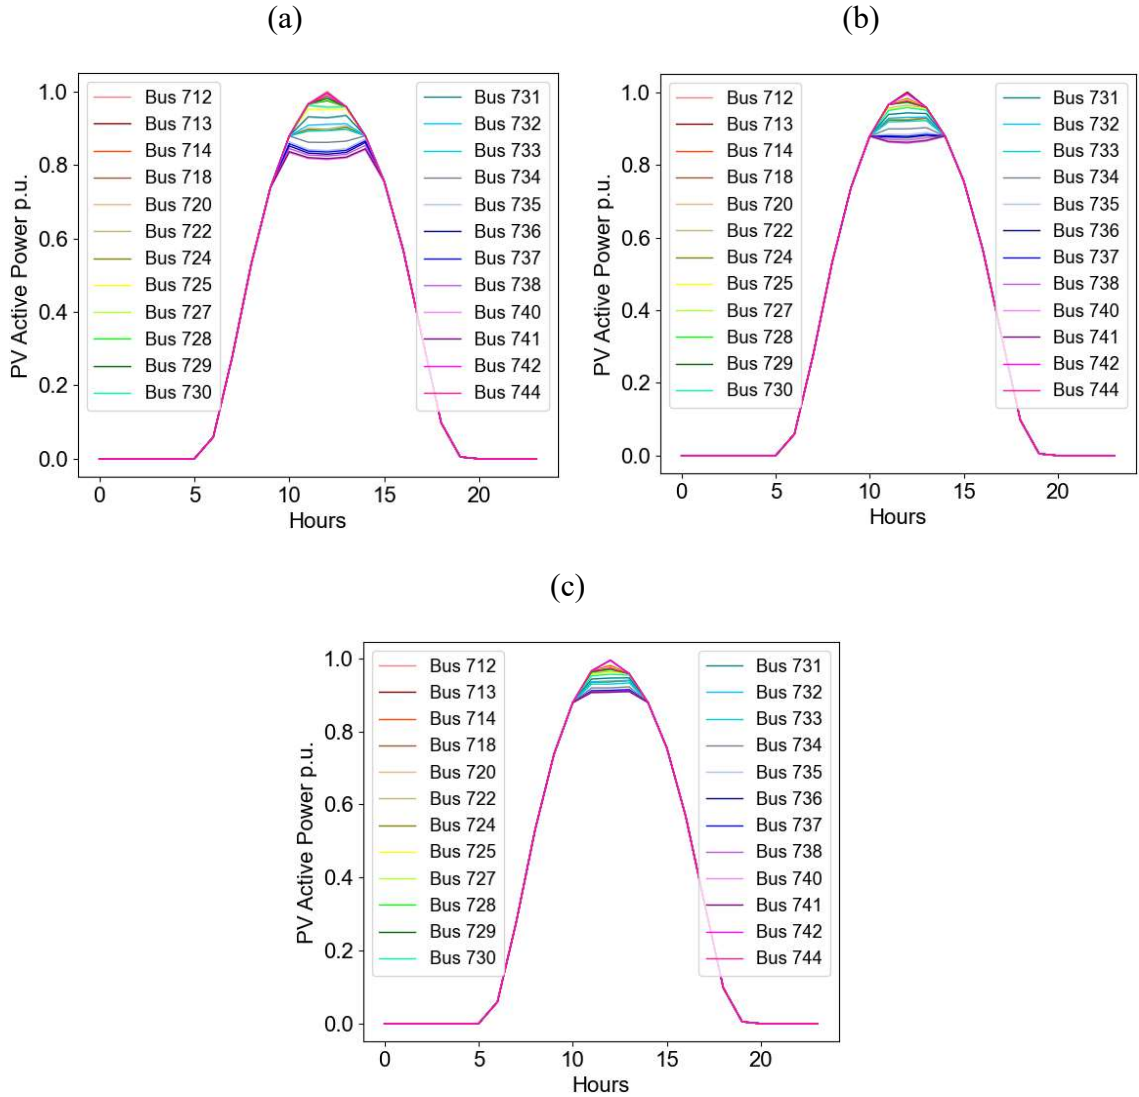 (a)
PV Active Power p.u.
1.0
0.8
0.6
0.4
0.2
0.0
Bus 712
Bus 713
Bus 714
Bus 718
Bus 720
Bus 722
Bus 724
Bus 725
Bus 727
Bus 728
Bus 729
Bus 730
Bus 731
Bus 732
Bus 733
Bus 734
Bus 735
Bus 736
Bus 737
Bus 738
Bus 740
Bus 741
Bus 742
Bus 744
0 5 10 15 20
Hours
(b)
PV Active Power p.u.
1.0
0.8
0.6
0.4
0.2
0.0
Bus 712
Bus 713
Bus 714
Bus 718
Bus 720
Bus 722
Bus 724
Bus 725
Bus 727
Bus 728
Bus 729
Bus 730
Bus 731
Bus 732
Bus 733
Bus 734
Bus 735
Bus 736
Bus 737
Bus 738
Bus 740
Bus 741
Bus 742
Bus 744
0 5 10 15 20
Hours
(c)
PV Active Power p.u.
1.0
0.8
0.6
0.4
0.2
0.0
Bus 712
Bus 713
Bus 714
Bus 718
Bus 720
Bus 722
Bus 724
Bus 725
Bus 727
Bus 728
Bus 729
Bus 730
Bus 731
Bus 732
Bus 733
Bus 734
Bus 735
Bus 736
Bus 737
Bus 738
Bus 740
Bus 741
Bus 742
Bus 744
0 5 10 15 20
Hours